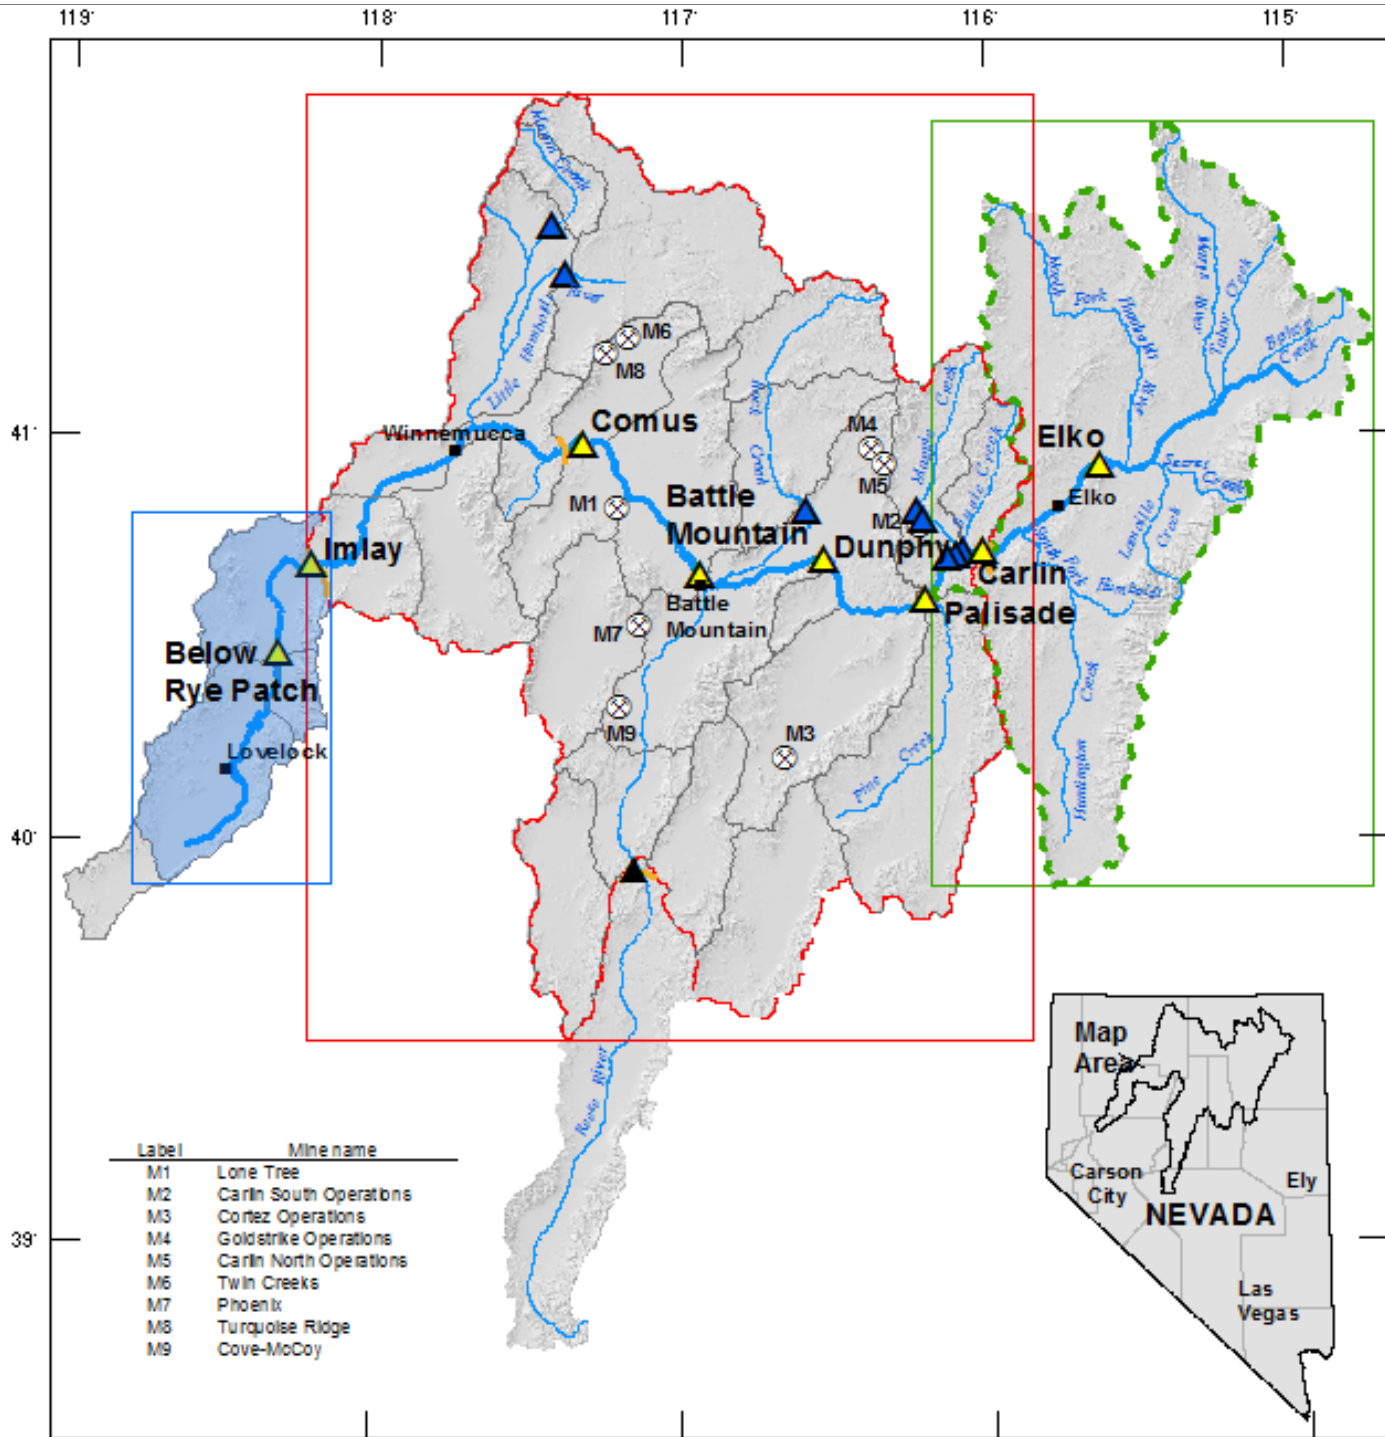 119°
118°
117°
116°
115°
41°
40°
39°
Martin Creek
Little Humboldt
River
M6
M8
Comus
Winnemucca
M1
Rock Creek
Battle
Mountain
M4
M5
M2
Maggie Creek
Susie Creek
Dunphy
Carlin
Palisade
Battle
Mountain
M7
M9
M3
Pine Creek
Imlay
Below
Rye Patch
Lovelock
Reese River
North Fork Humboldt River
Marys River
Tabor Creek
Bishop
Creek
Elko
Elko
Secret Creek
Lamoille Creek
South Fork Humboldt
Huntington Creek
Map
Area
Carson
City
Ely
NEVADA
Las
Vegas
Label Mine name
M1 Lone Tree
M2 Carlin South Operations
M3 Cortez Operations
M4 Goldstrike Operations
M5 Carlin North Operations
M6 Twin Creeks
M7 Phoenix
M8 Turquoise Ridge
M9 Cove-McCoy